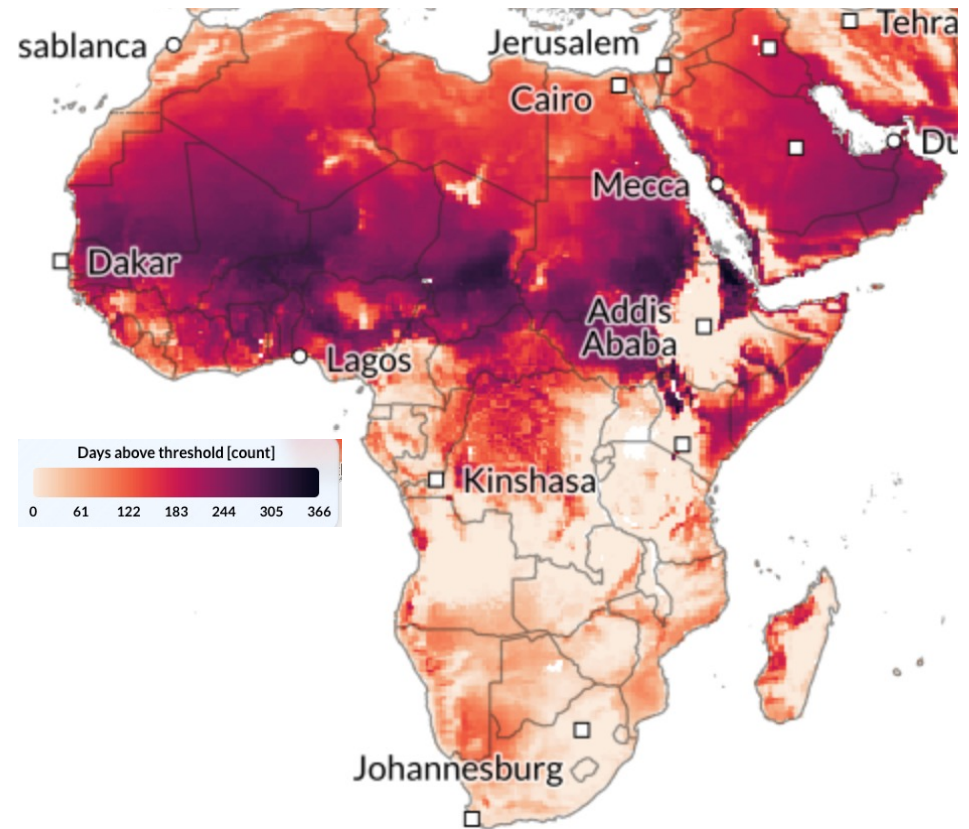 sablanca
Jerusalem
Tehra
Cairo
Du
Mecca
Dakar
Addis
Ababa
Lagos
Days above threshold [count]
0 61 122 183 244 305 366
Kinshasa
Johannesburg